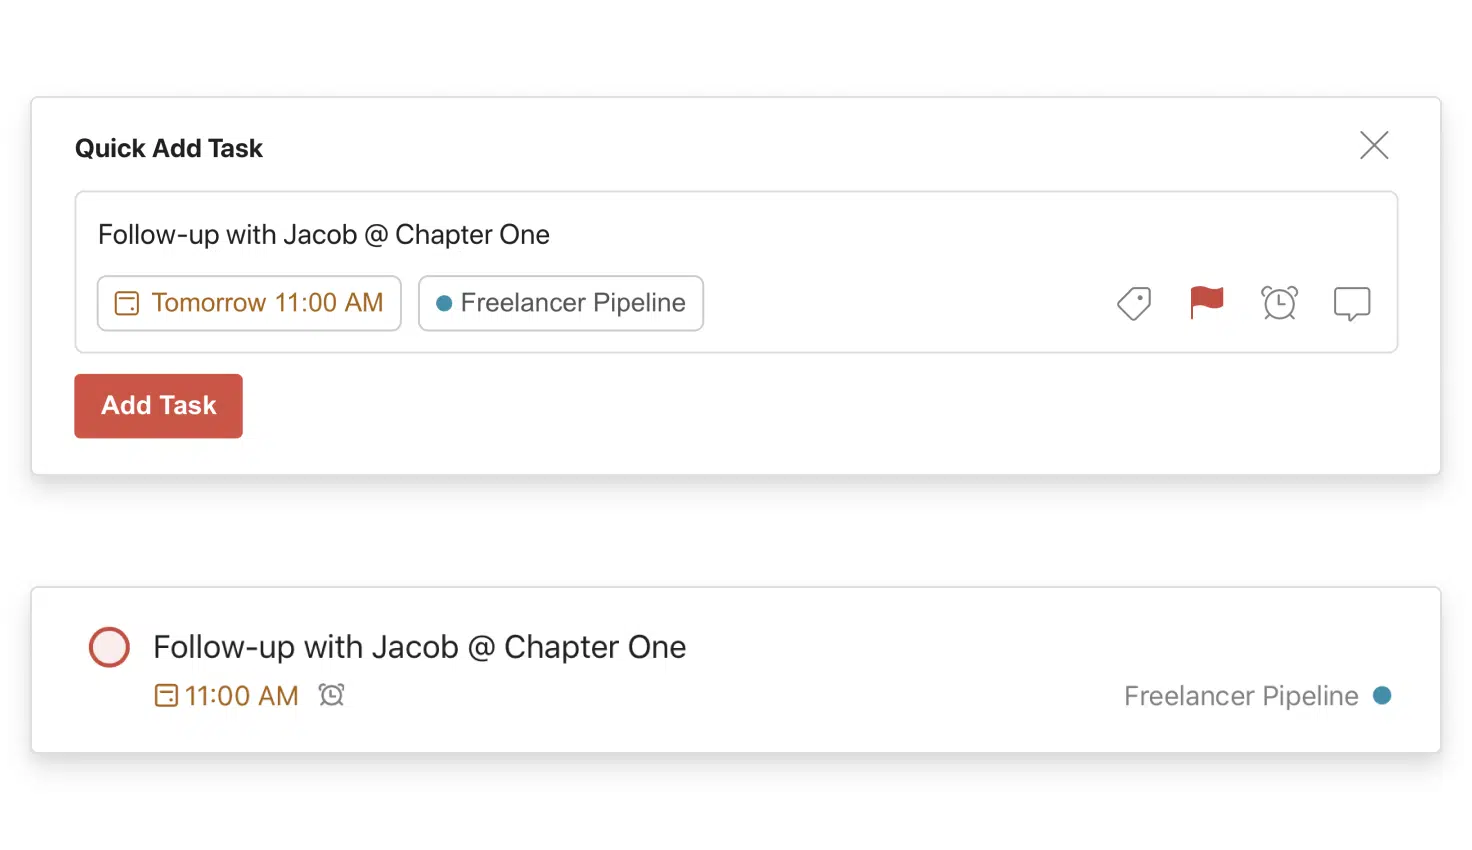 Quick Add Task
Follow-up with Jacob @ Chapter One
Tomorrow 11:00 AM
Freelancer Pipeline
Add Task
Follow-up with Jacob @ Chapter One
11:00 AM
Freelancer Pipeline